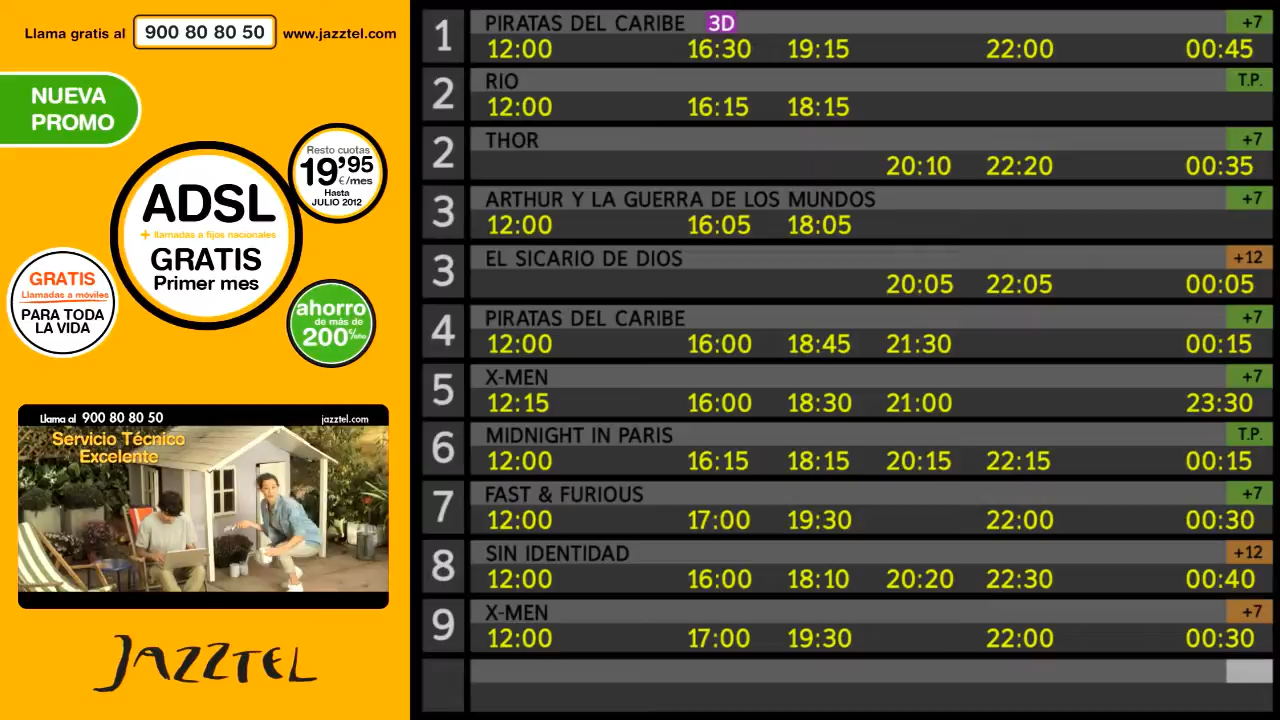 Llama gratis al 900 80 80 50 www.jazztel.com
NUEVA
PROMO
Resto cuotas
19'95
€/mes
Hasta
JULIO 2012
ADSL
+ llamadas a fijos nacionales
GRATIS
Primer mes
GRATIS
Llamadas a móviles
PARA TODA
LA VIDA
ahorro
de más de
200€/año
Llama al 900 80 80 50 jazztel.com
Servicio Técnico
Excelente
JAZZTEL
1 PIRATAS DEL CARIBE 3D +7
12:00 16:30 19:15 22:00 00:45
2 RIO T.P.
12:00 16:15 18:15
2 THOR +7
20:10 22:20 00:35
3 ARTHUR Y LA GUERRA DE LOS MUNDOS +7
12:00 16:05 18:05
3 EL SICARIO DE DIOS +12
20:05 22:05 00:05
4 PIRATAS DEL CARIBE +7
12:00 16:00 18:45 21:30 00:15
5 X-MEN +7
12:15 16:00 18:30 21:00 23:30
6 MIDNIGHT IN PARIS T.P.
12:00 16:15 18:15 20:15 22:15 00:15
7 FAST & FURIOUS +7
12:00 17:00 19:30 22:00 00:30
8 SIN IDENTIDAD +12
12:00 16:00 18:10 20:20 22:30 00:40
9 X-MEN +7
12:00 17:00 19:30 22:00 00:30